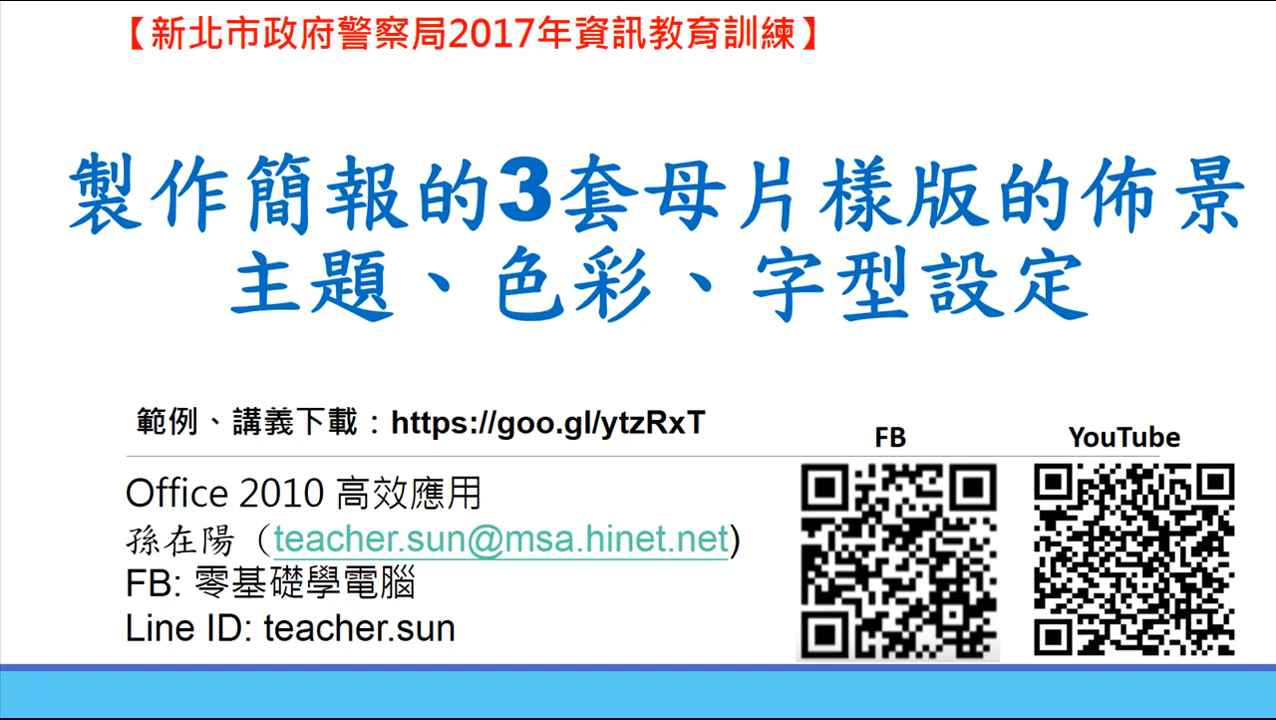 【新北市政府警察局2017年資訊教育訓練】
製作簡報的3套母片樣版的佈景
主題、色彩、字型設定
範例、講義下載：https://goo.gl/ytzRxT
FB
YouTube
Office 2010 高效應用
孫在陽（teacher.sun@msa.hinet.net)
FB: 零基礎學電腦
Line ID: teacher.sun